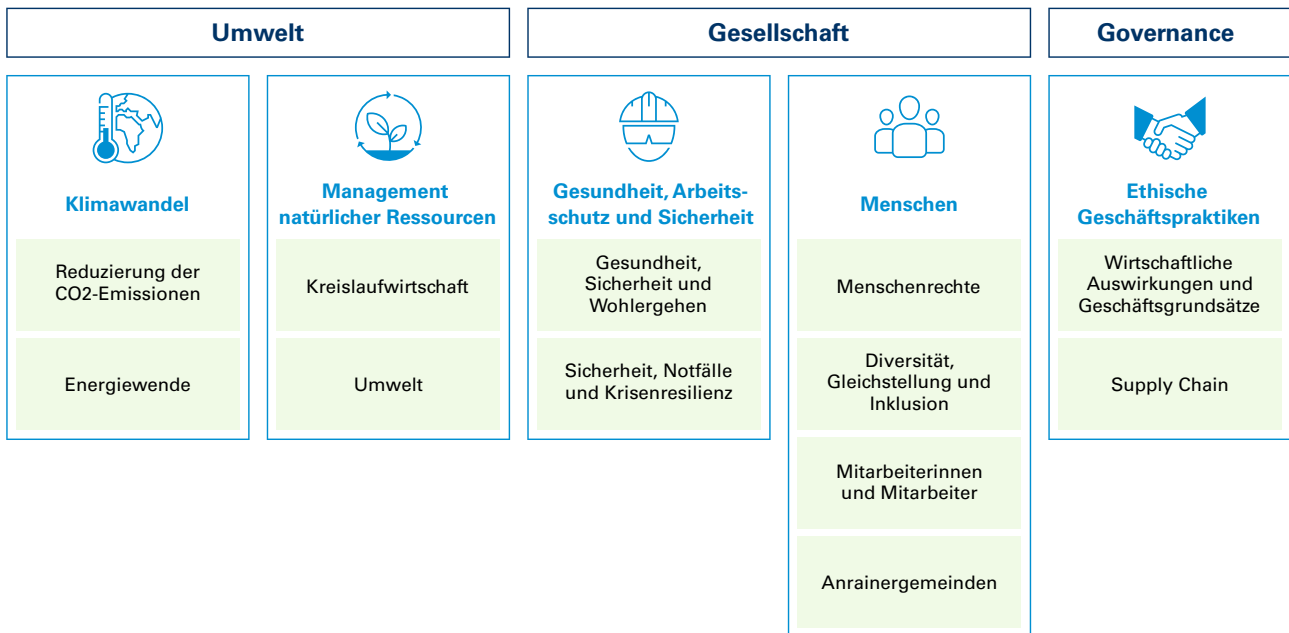 Umwelt
Gesellschaft
Governance
Klimawandel
Reduzierung der
CO2-Emissionen
Energiewende
Management
natürlicher Ressourcen
Kreislaufwirtschaft
Umwelt
Gesundheit, Arbeits-
schutz und Sicherheit
Gesundheit,
Sicherheit und
Wohlergehen
Sicherheit, Notfälle
und Krisenresilienz
Menschen
Menschenrechte
Diversität,
Gleichstellung und
Inklusion
Mitarbeiterinnen
und Mitarbeiter
Anrainergemeinden
Ethische
Geschäftspraktiken
Wirtschaftliche
Auswirkungen und
Geschäftsgrundsätze
Supply Chain